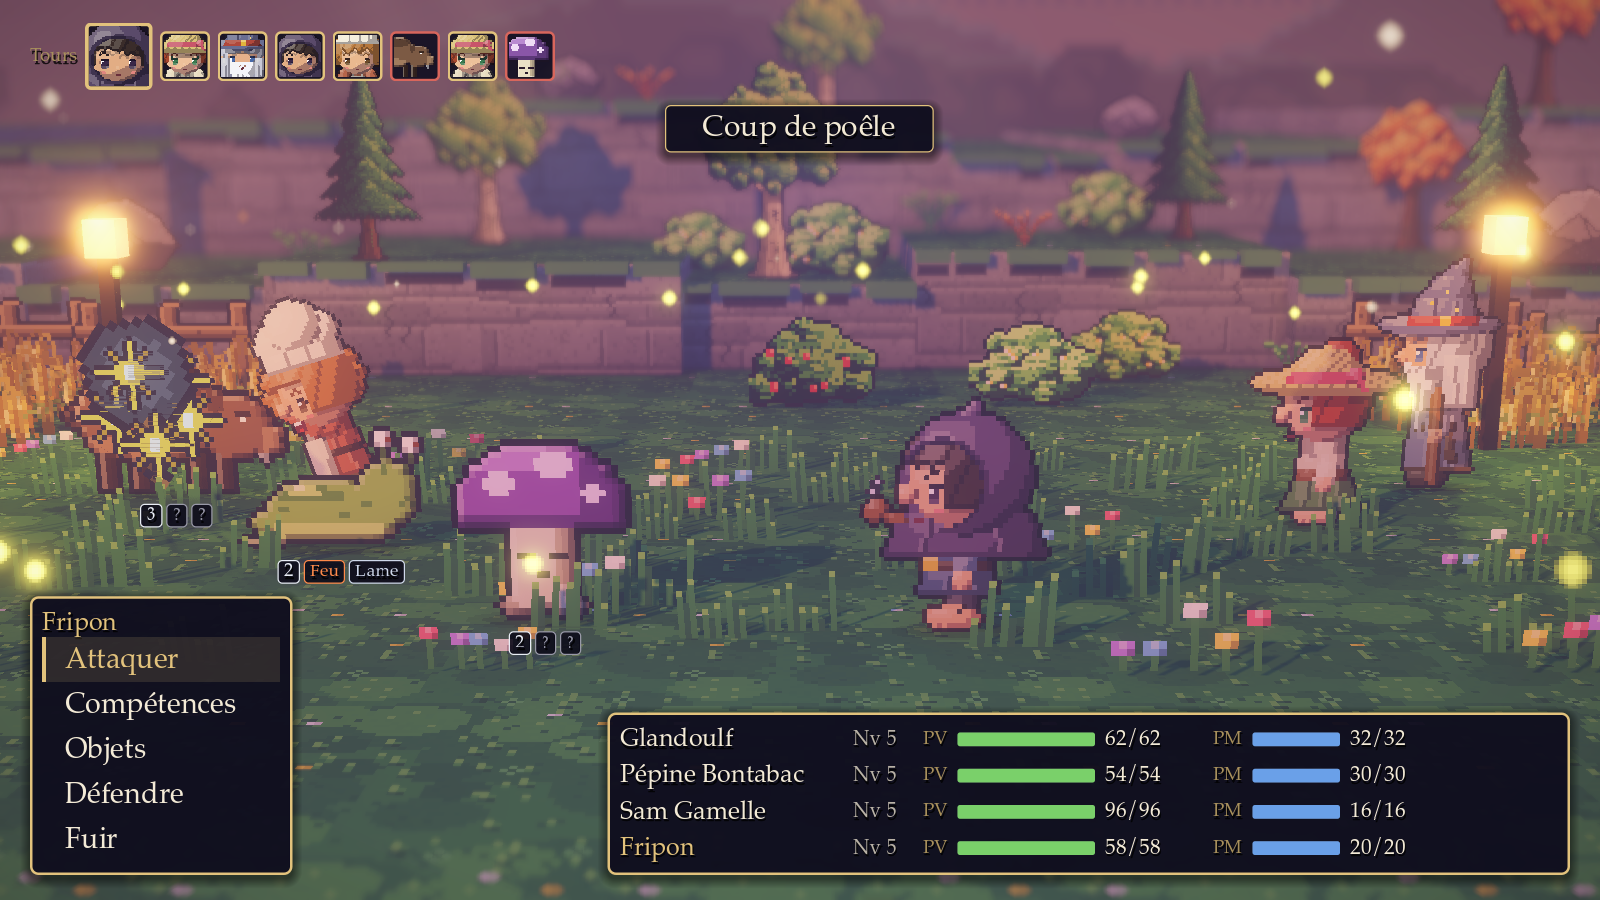 Tours
Coup de poêle
3 ? ?
2 Feu Lame
2 ? ?
Fripon
Attaquer
Compétences
Objets
Défendre
Fuir
Glandoulf Nv 5 PV 62/62 PM 32/32
Pépine Bontabac Nv 5 PV 54/54 PM 30/30
Sam Gamelle Nv 5 PV 96/96 PM 16/16
Fripon Nv 5 PV 58/58 PM 20/20